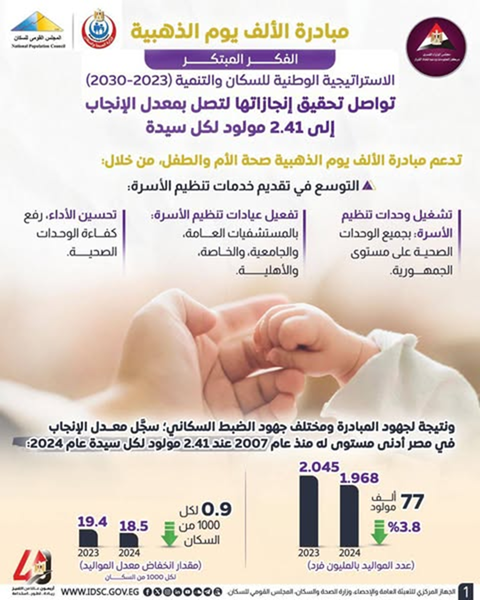 المجلس القومي للسكان
National Population Council
مبادرة الألف يوم الذهبية
الفكر المبتكر
الاستراتيجية الوطنية للسكان والتنمية (2023-2030)
تواصل تحقيق إنجازاتها لتصل بمعدل الإنجاب
إلى 2.41 مولود لكل سيدة
تدعم مبادرة الألف يوم الذهبية صحة الأم والطفل، من خلال:
التوسع في تقديم خدمات تنظيم الأسرة:
تشغيل وحدات تنظيم
الأسرة: بجميع الوحدات
الصحية على مستوى
الجمهورية.
تفعيل عيادات تنظيم الأسرة:
بالمستشفيات العامة،
والجامعية، والخاصة،
والأهلية.
تحسين الأداء، رفع
كفاءة الوحدات
الصحية.
ونتيجة لجهود المبادرة ومختلف جهود الضبط السكاني؛ سجَّل معدل الإنجاب
في مصر أدنى مستوى له منذ عام 2007 عند 2.41 مولود لكل سيدة عام 2024:
2.045
1.968
2023
2024
77 ألف
مولود
%3.8
(عدد المواليد بالمليون فرد)
19.4
18.5
2023
2024
0.9 لكل
1000 من
السكان
(مقدار انخفاض معدل المواليد)
لكل 1000 من السكان
1
الجهاز المركزي للتعبئة العامة والإحصاء، وزارة الصحة والسكان، المجلس القومي للسكان.
WWW.IDSC.GOV.EG